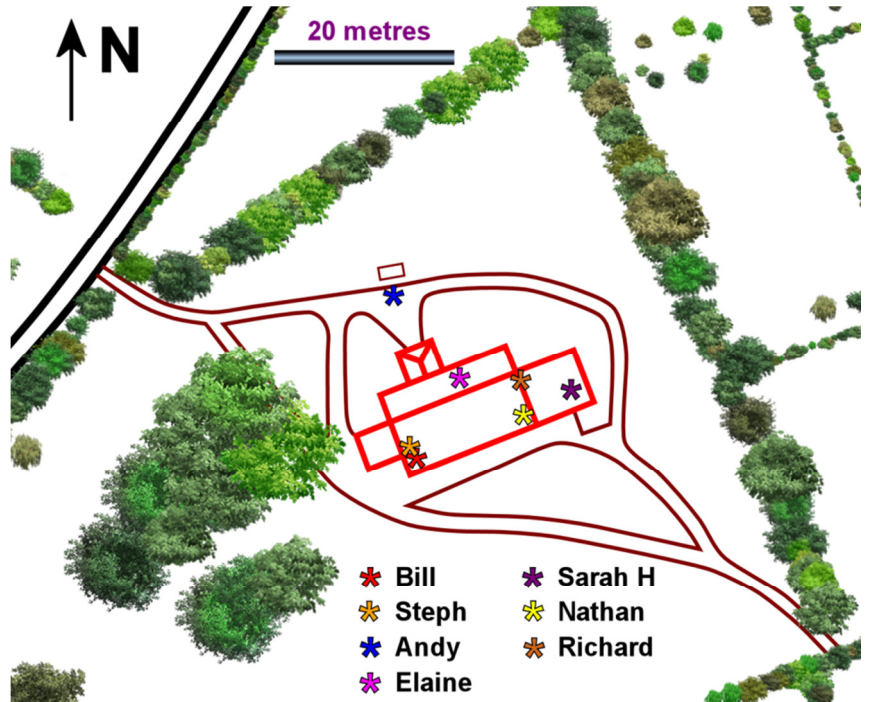 N
20 metres
Bill
Steph
Andy
Elaine
Sarah H
Nathan
Richard